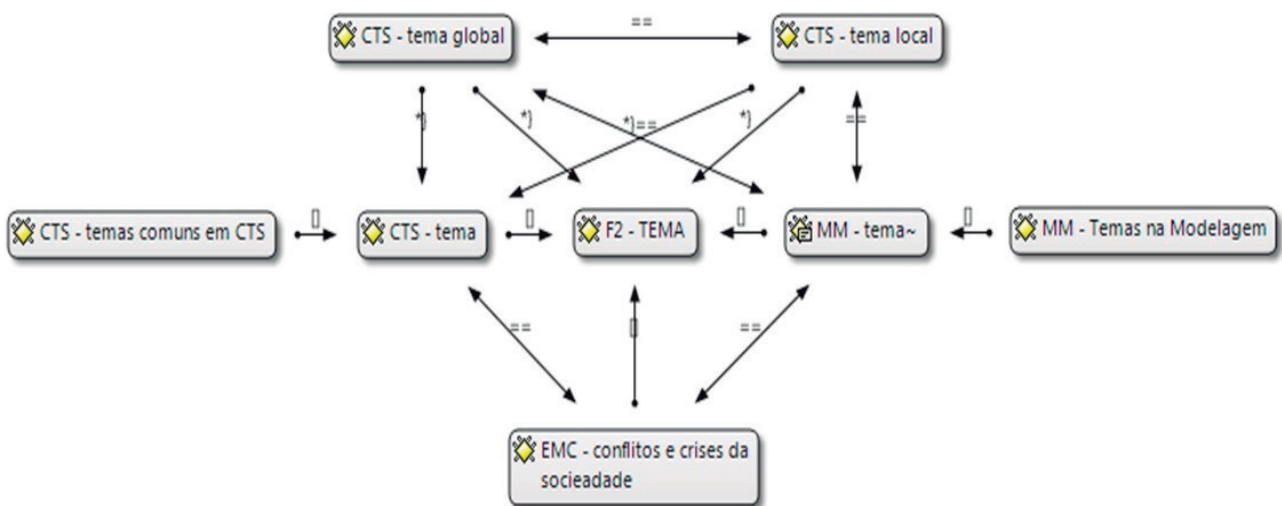 ==
CTS - tema global
CTS - tema local
*}
*}
*}==
*}
==
[]
[]
[]
[]
CTS - temas comuns em CTS
CTS - tema
F2 - TEMA
MM - tema~
MM - Temas na Modelagem
==
[]
==
EMC - conflitos e crises da
socieadade